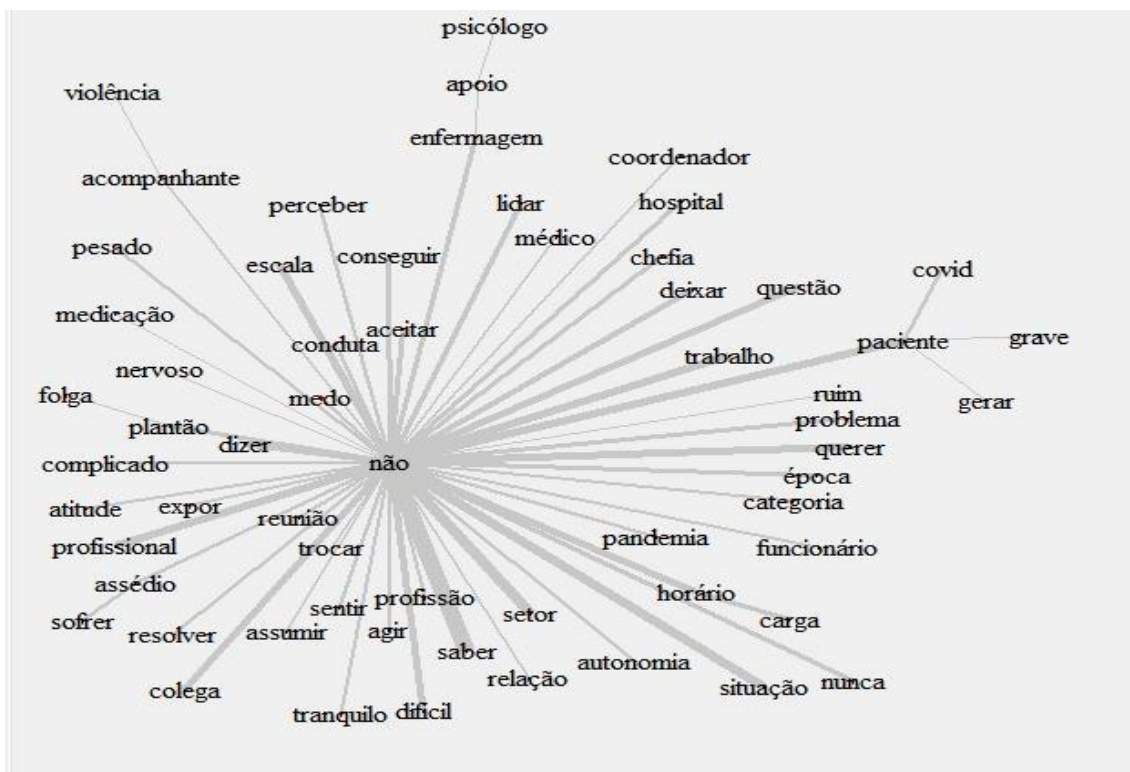 psicólogo
violência
apoio
enfermagem
coordenador
acompanhante
perceber
lidar
hospital
médico
pesado
escala
conseguir
chefia
covid
deixar
questão
medicação
aceitar
conduta
paciente
grave
trabalho
nervoso
medo
folga
ruim
gerar
problema
plantão
dizer
querer
complicado
não
época
categoria
atitude
expor
reunião
profissional
trocar
pandemia
funcionário
assédio
horário
profissão
sentir
setor
sofrer
resolver
assumir
agir
carga
saber
relação
autonomia
colega
situação
nunca
tranquilo
difícil